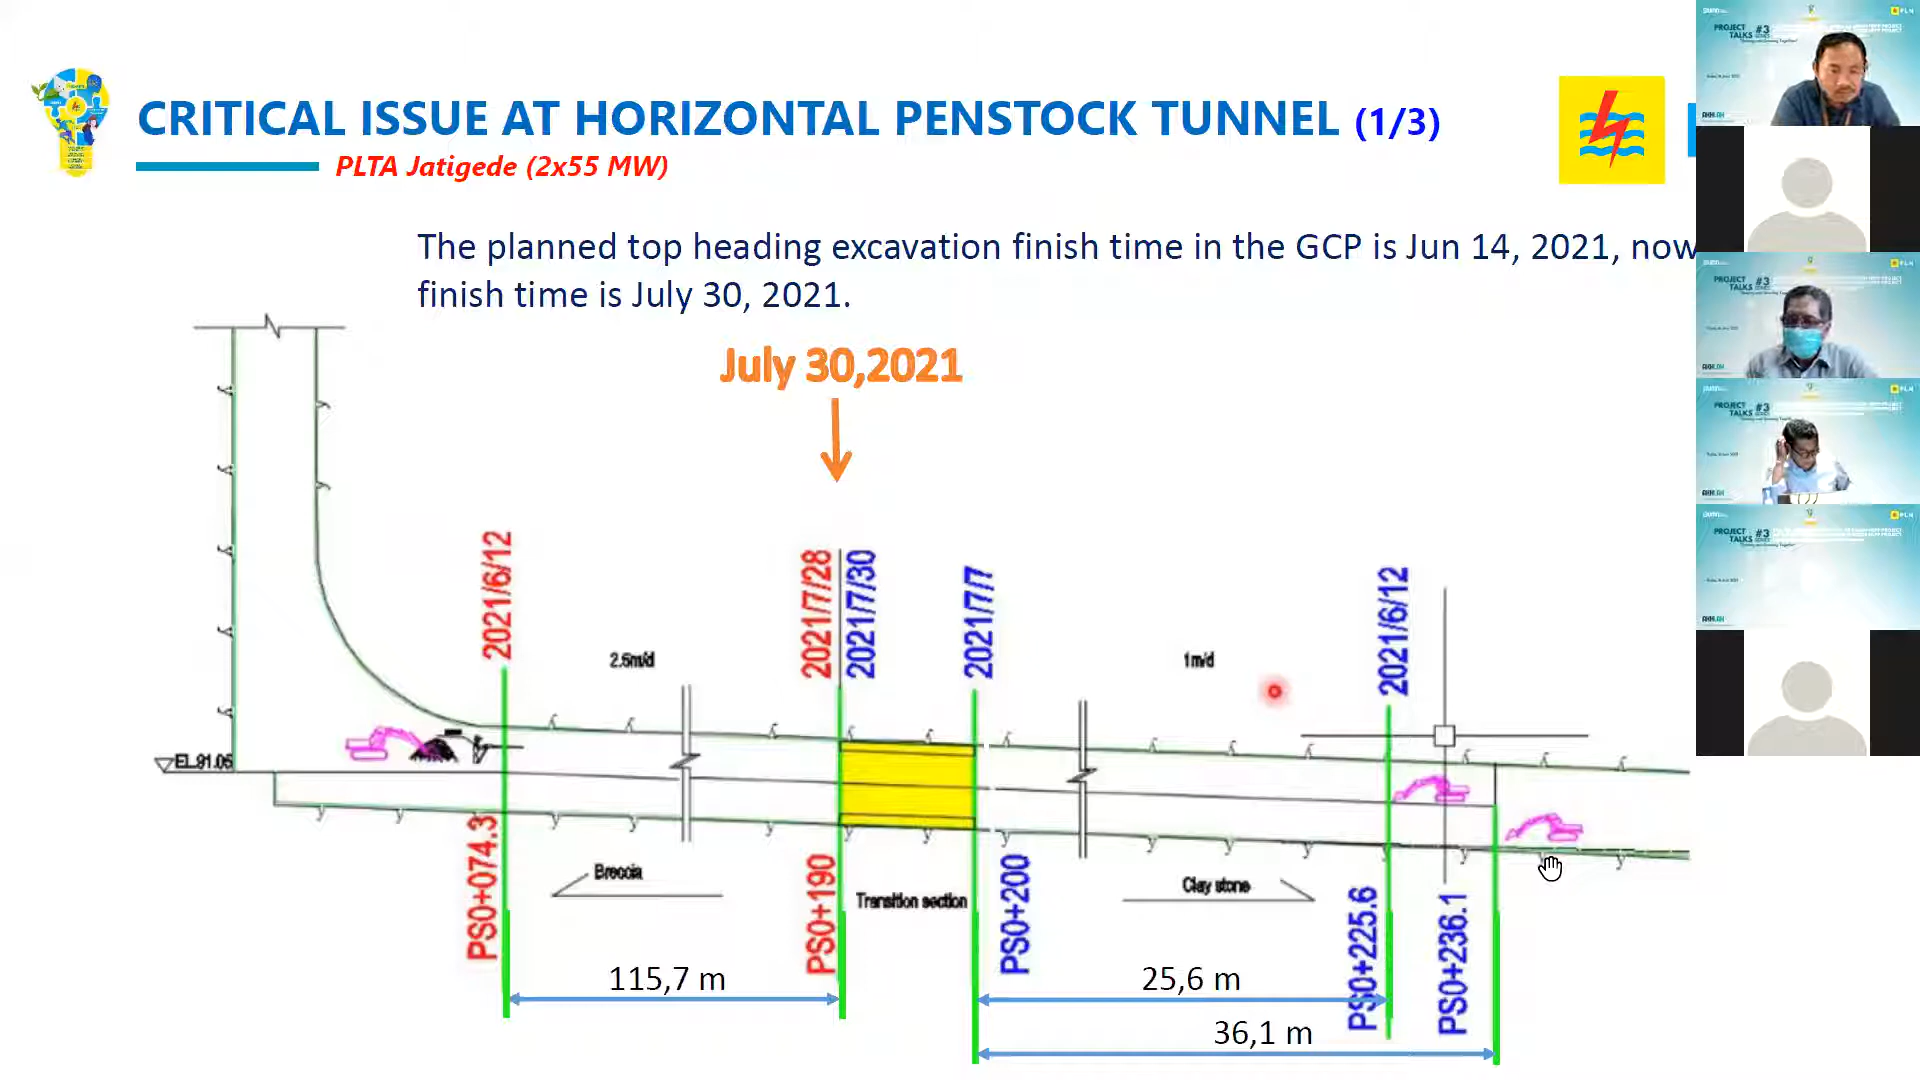 CRITICAL ISSUE AT HORIZONTAL PENSTOCK TUNNEL (1/3)
PLTA Jatigede (2x55 MW)
The planned top heading excavation finish time in the GCP is Jun 14, 2021, now
finish time is July 30, 2021.
July 30,2021
2021/6/12
2021/7/28
2021/7/30
2021/7/7
2021/6/12
2.5m/d
1m/d
EL.91.05
Breccia
Transition section
Clay stone
PS0+074.3
PS0+190
PS0+200
PS0+225.6
PS0+236.1
115,7 m
25,6 m
36,1 m
PROJECT
TALKS #3
PLN
PROJECT
TALKS #3
PROJECT
TALKS #3
PLN
PROJECT
TALKS #3
PLN